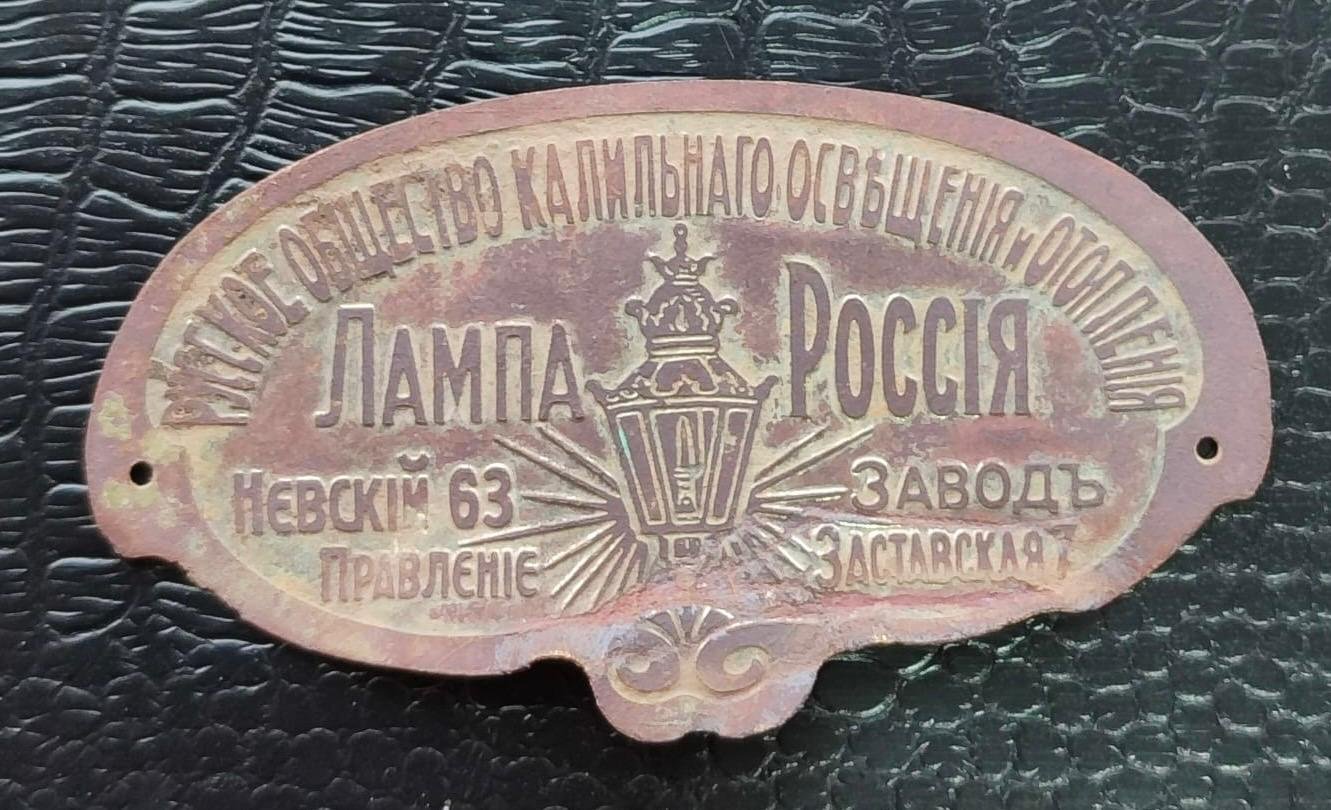 РУССКОЕ ОБЩЕСТВО КАЛИЛЬНАГО ОСВѢЩЕНІЯ и ОТОПЛЕНІЯ
ЛАМПА РОССІЯ
НЕВСКІЙ 63
ПРАВЛЕНІЕ
ЗАВОДЪ
ЗАСТАВСКАЯ 7